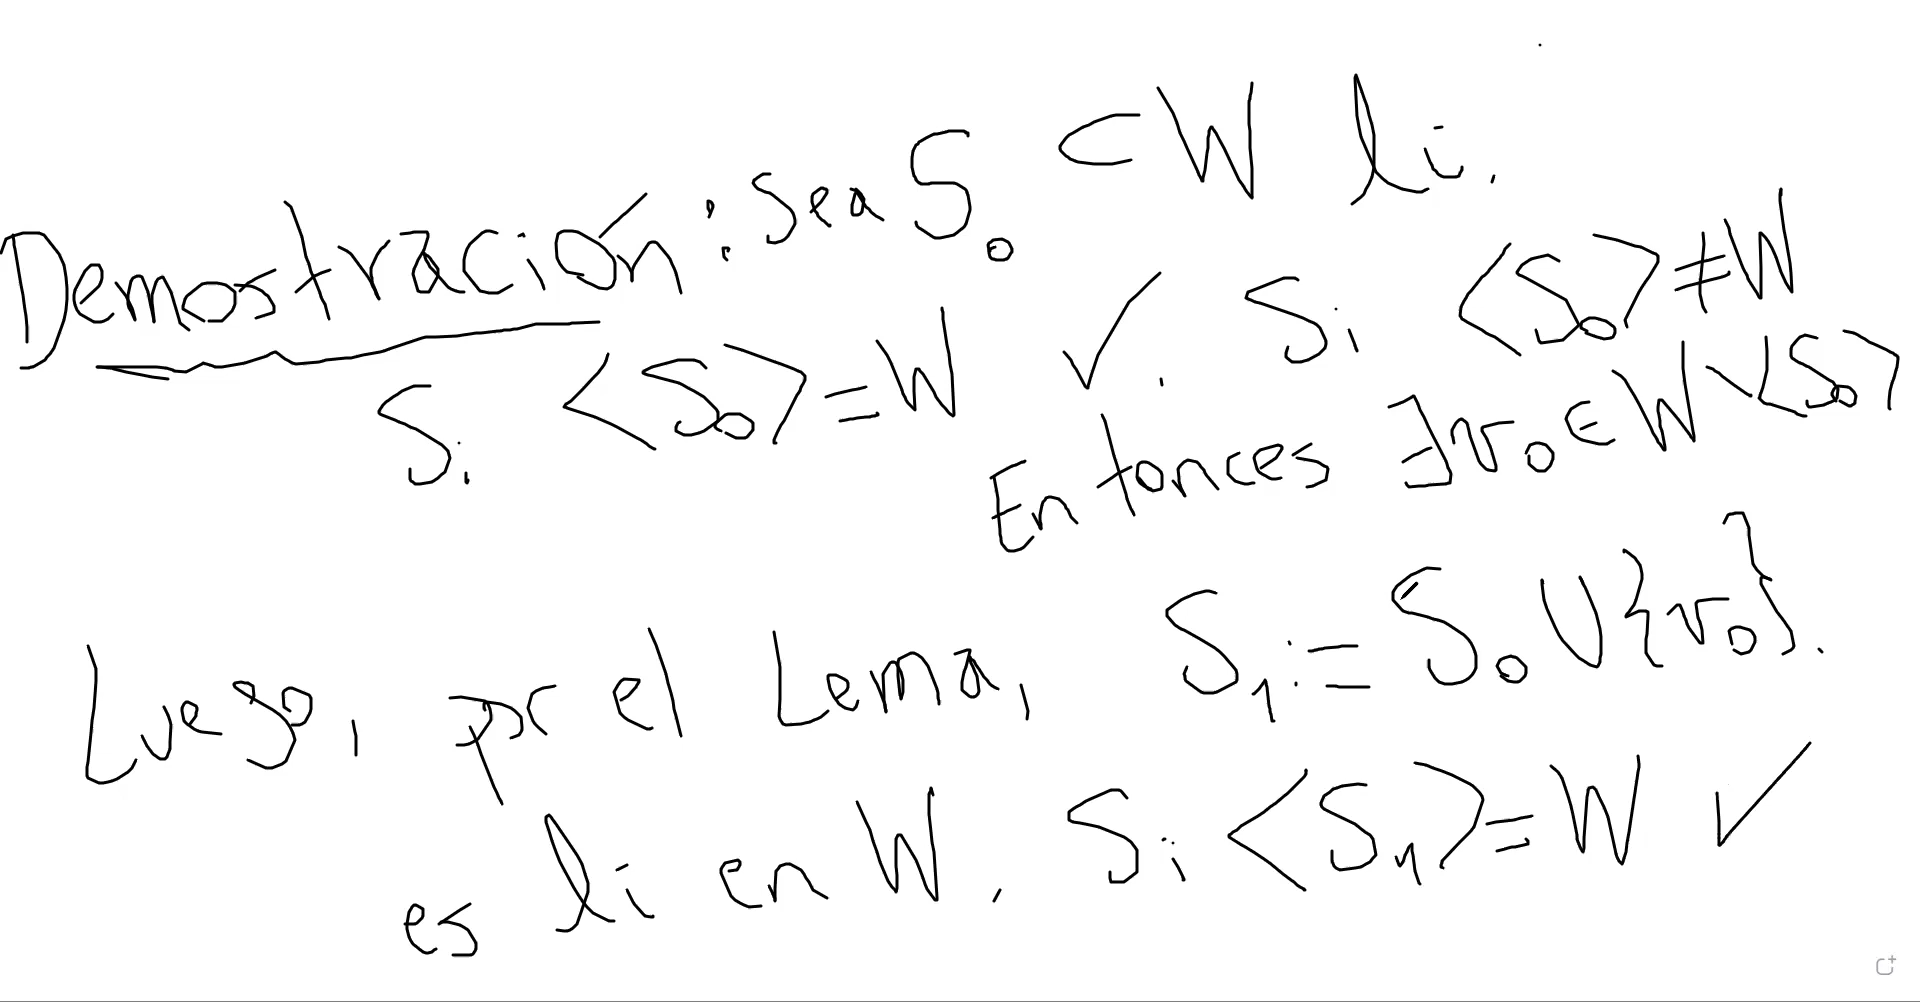 Demostración: Sea S₀ ⊂ W li.
Si ⟨S₀⟩ = W ✓. Si ⟨S₀⟩ ≠ W
Entonces ∃ v₀ ∈ W \ ⟨S₀⟩
Luego, por el Lema, S₁ := S₀ ∪ {v₀}.
es li en W. Si ⟨S₁⟩ = W ✓